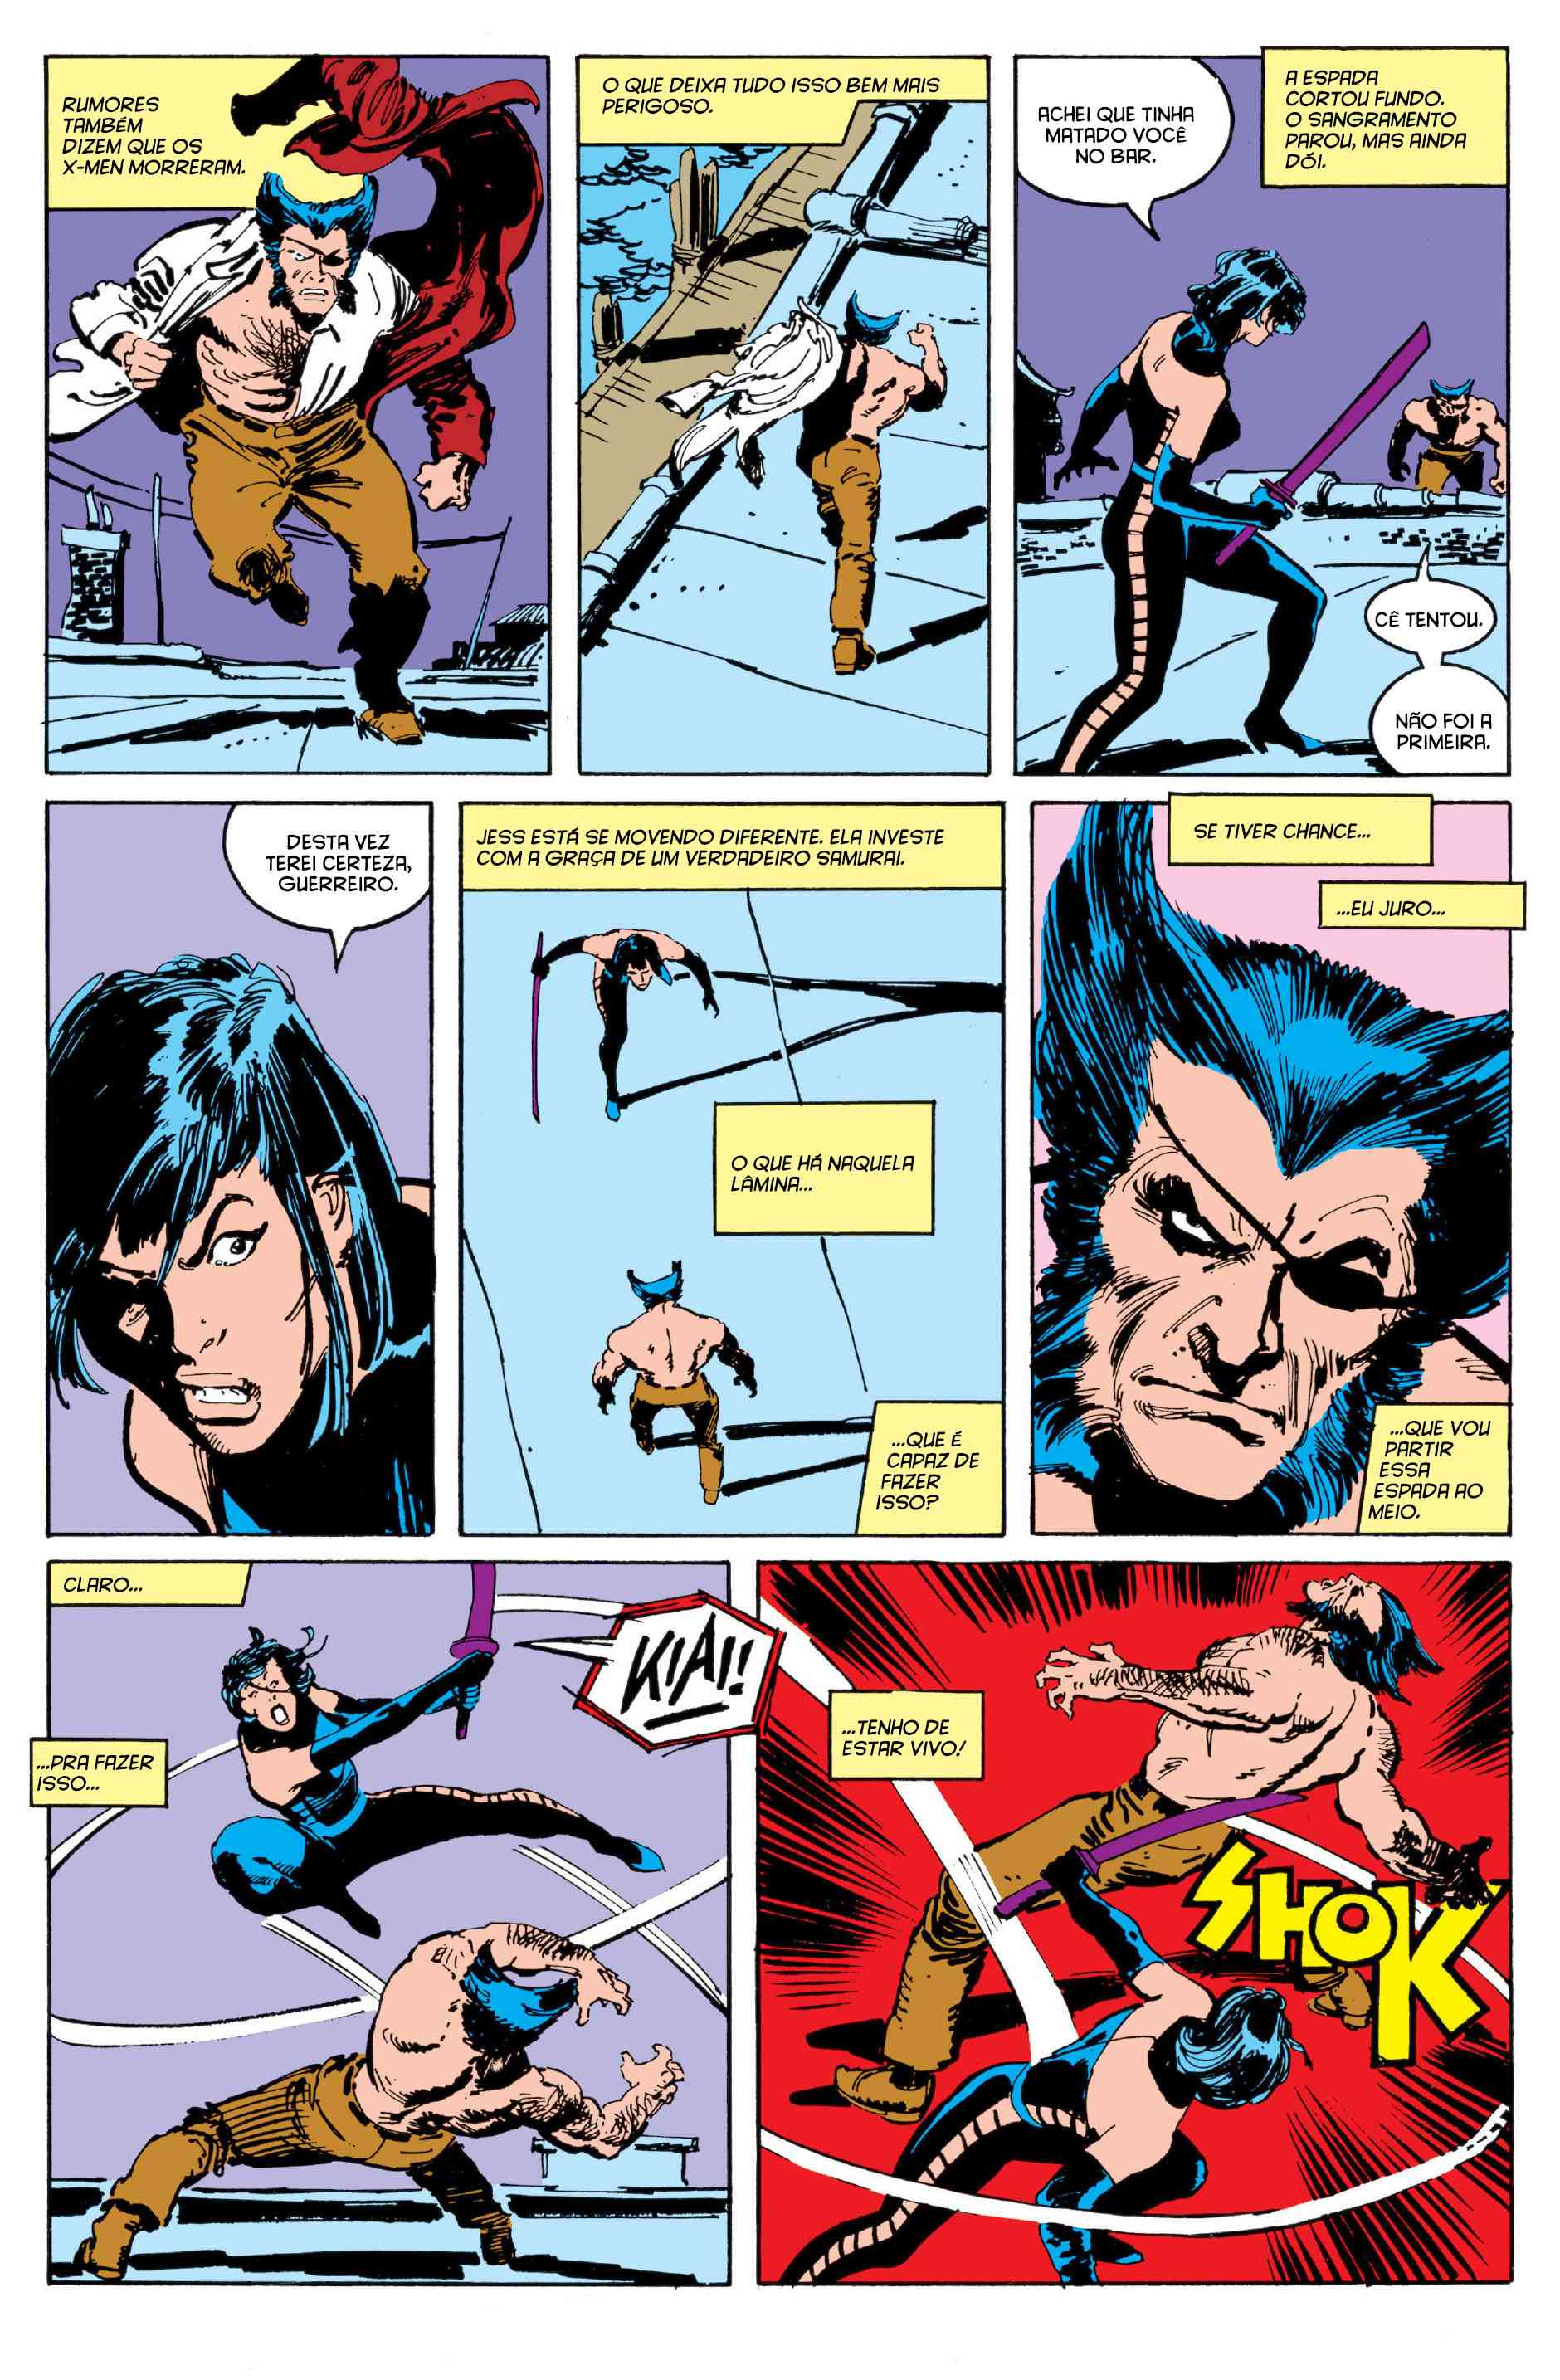 RUMORES
TAMBÉM
DIZEM QUE OS
X-MEN MORRERAM.
O QUE DEIXA TUDO ISSO BEM MAIS
PERIGOSO.
ACHEI QUE TINHA
MATADO VOCÊ
NO BAR.
A ESPADA
CORTOU FUNDO.
O SANGRAMENTO
PAROU, MAS AINDA
DÓI.
CÊ TENTOU.
NÃO FOI A
PRIMEIRA.
DESTA VEZ
TEREI CERTEZA,
GUERREIRO.
JESS ESTÁ SE MOVENDO DIFERENTE. ELA INVESTE
COM A GRAÇA DE UM VERDADEIRO SAMURAI.
O QUE HÁ NAQUELA
LÂMINA...
...QUE É
CAPAZ DE
FAZER
ISSO?
SE TIVER CHANCE...
...EU JURO...
...QUE VOU
PARTIR
ESSA
ESPADA AO
MEIO.
CLARO...
KIAI!
...PRA FAZER
ISSO...
...TENHO DE
ESTAR VIVO!
SHOK